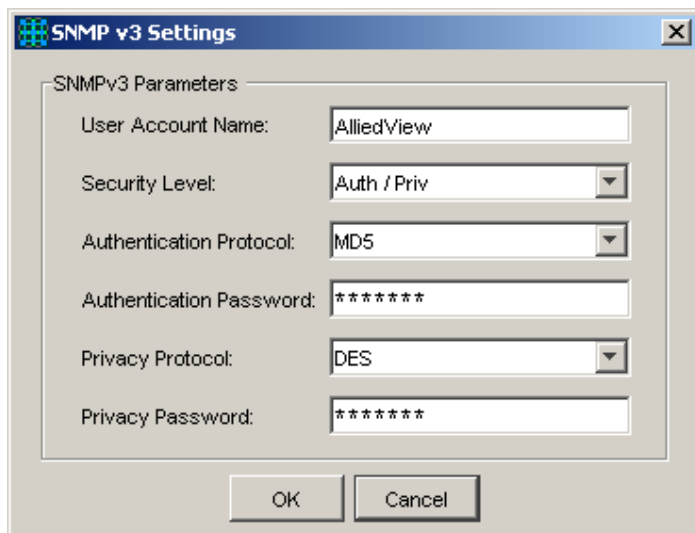 SNMP v3 Settings
SNMPv3 Parameters
User Account Name: AlliedView
Security Level: Auth / Priv
Authentication Protocol: MD5
Authentication Password: *******
Privacy Protocol: DES
Privacy Password: *******
OK Cancel